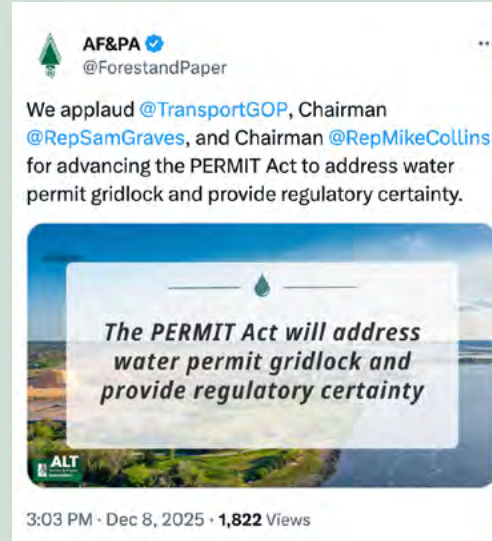 AF&PA
@ForestandPaper
We applaud @TransportGOP, Chairman
@RepSamGraves, and Chairman @RepMikeCollins
for advancing the PERMIT Act to address water
permit gridlock and provide regulatory certainty.
The PERMIT Act will address
water permit gridlock and
provide regulatory certainty
ALT
3:03 PM · Dec 8, 2025 · 1,822 Views